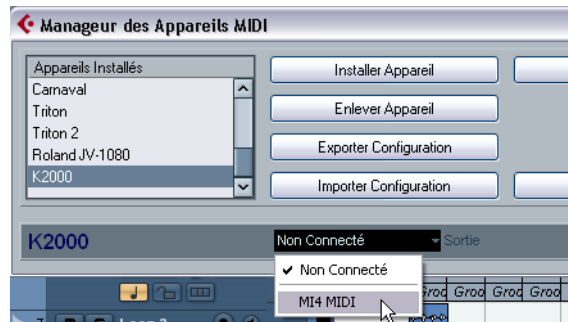 Manageur des Appareils MIDI
Appareils Installés
Carnaval
Triton
Triton 2
Roland JV-1080
K2000
Installer Appareil
Enlever Appareil
Exporter Configuration
Importer Configuration
K2000
Non Connecté
Sortie
✔ Non Connecté
MI4 MIDI
Groo Groo Groo
7